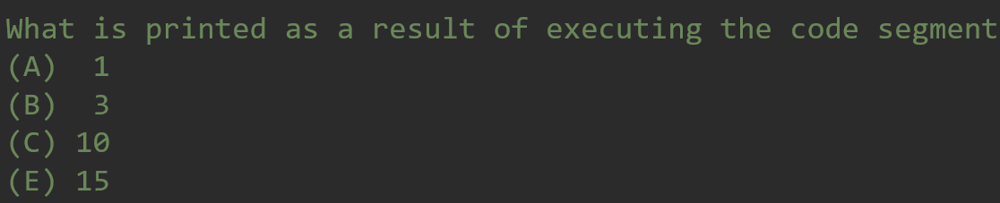 What is printed as a result of executing the code segment
(A)  1
(B)  3
(C) 10
(E) 15